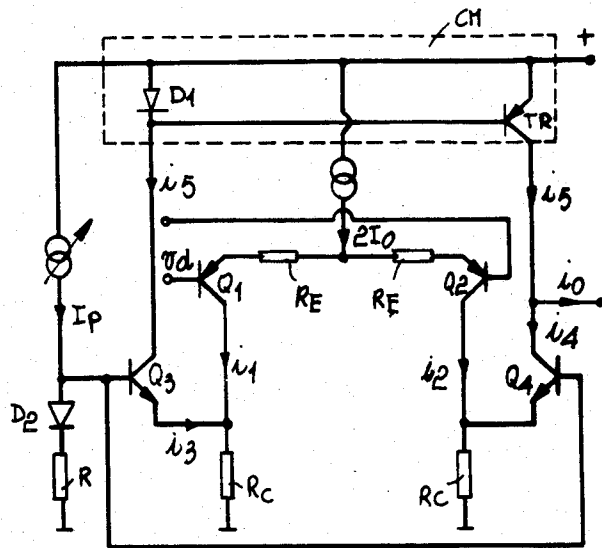 CM
+
D1
TR
i5
i5
2I0
vd
Q1
RE
RE
Q2
i0
Ip
i1
i2
i4
Q3
Q4
D2
i3
R
RC
RC